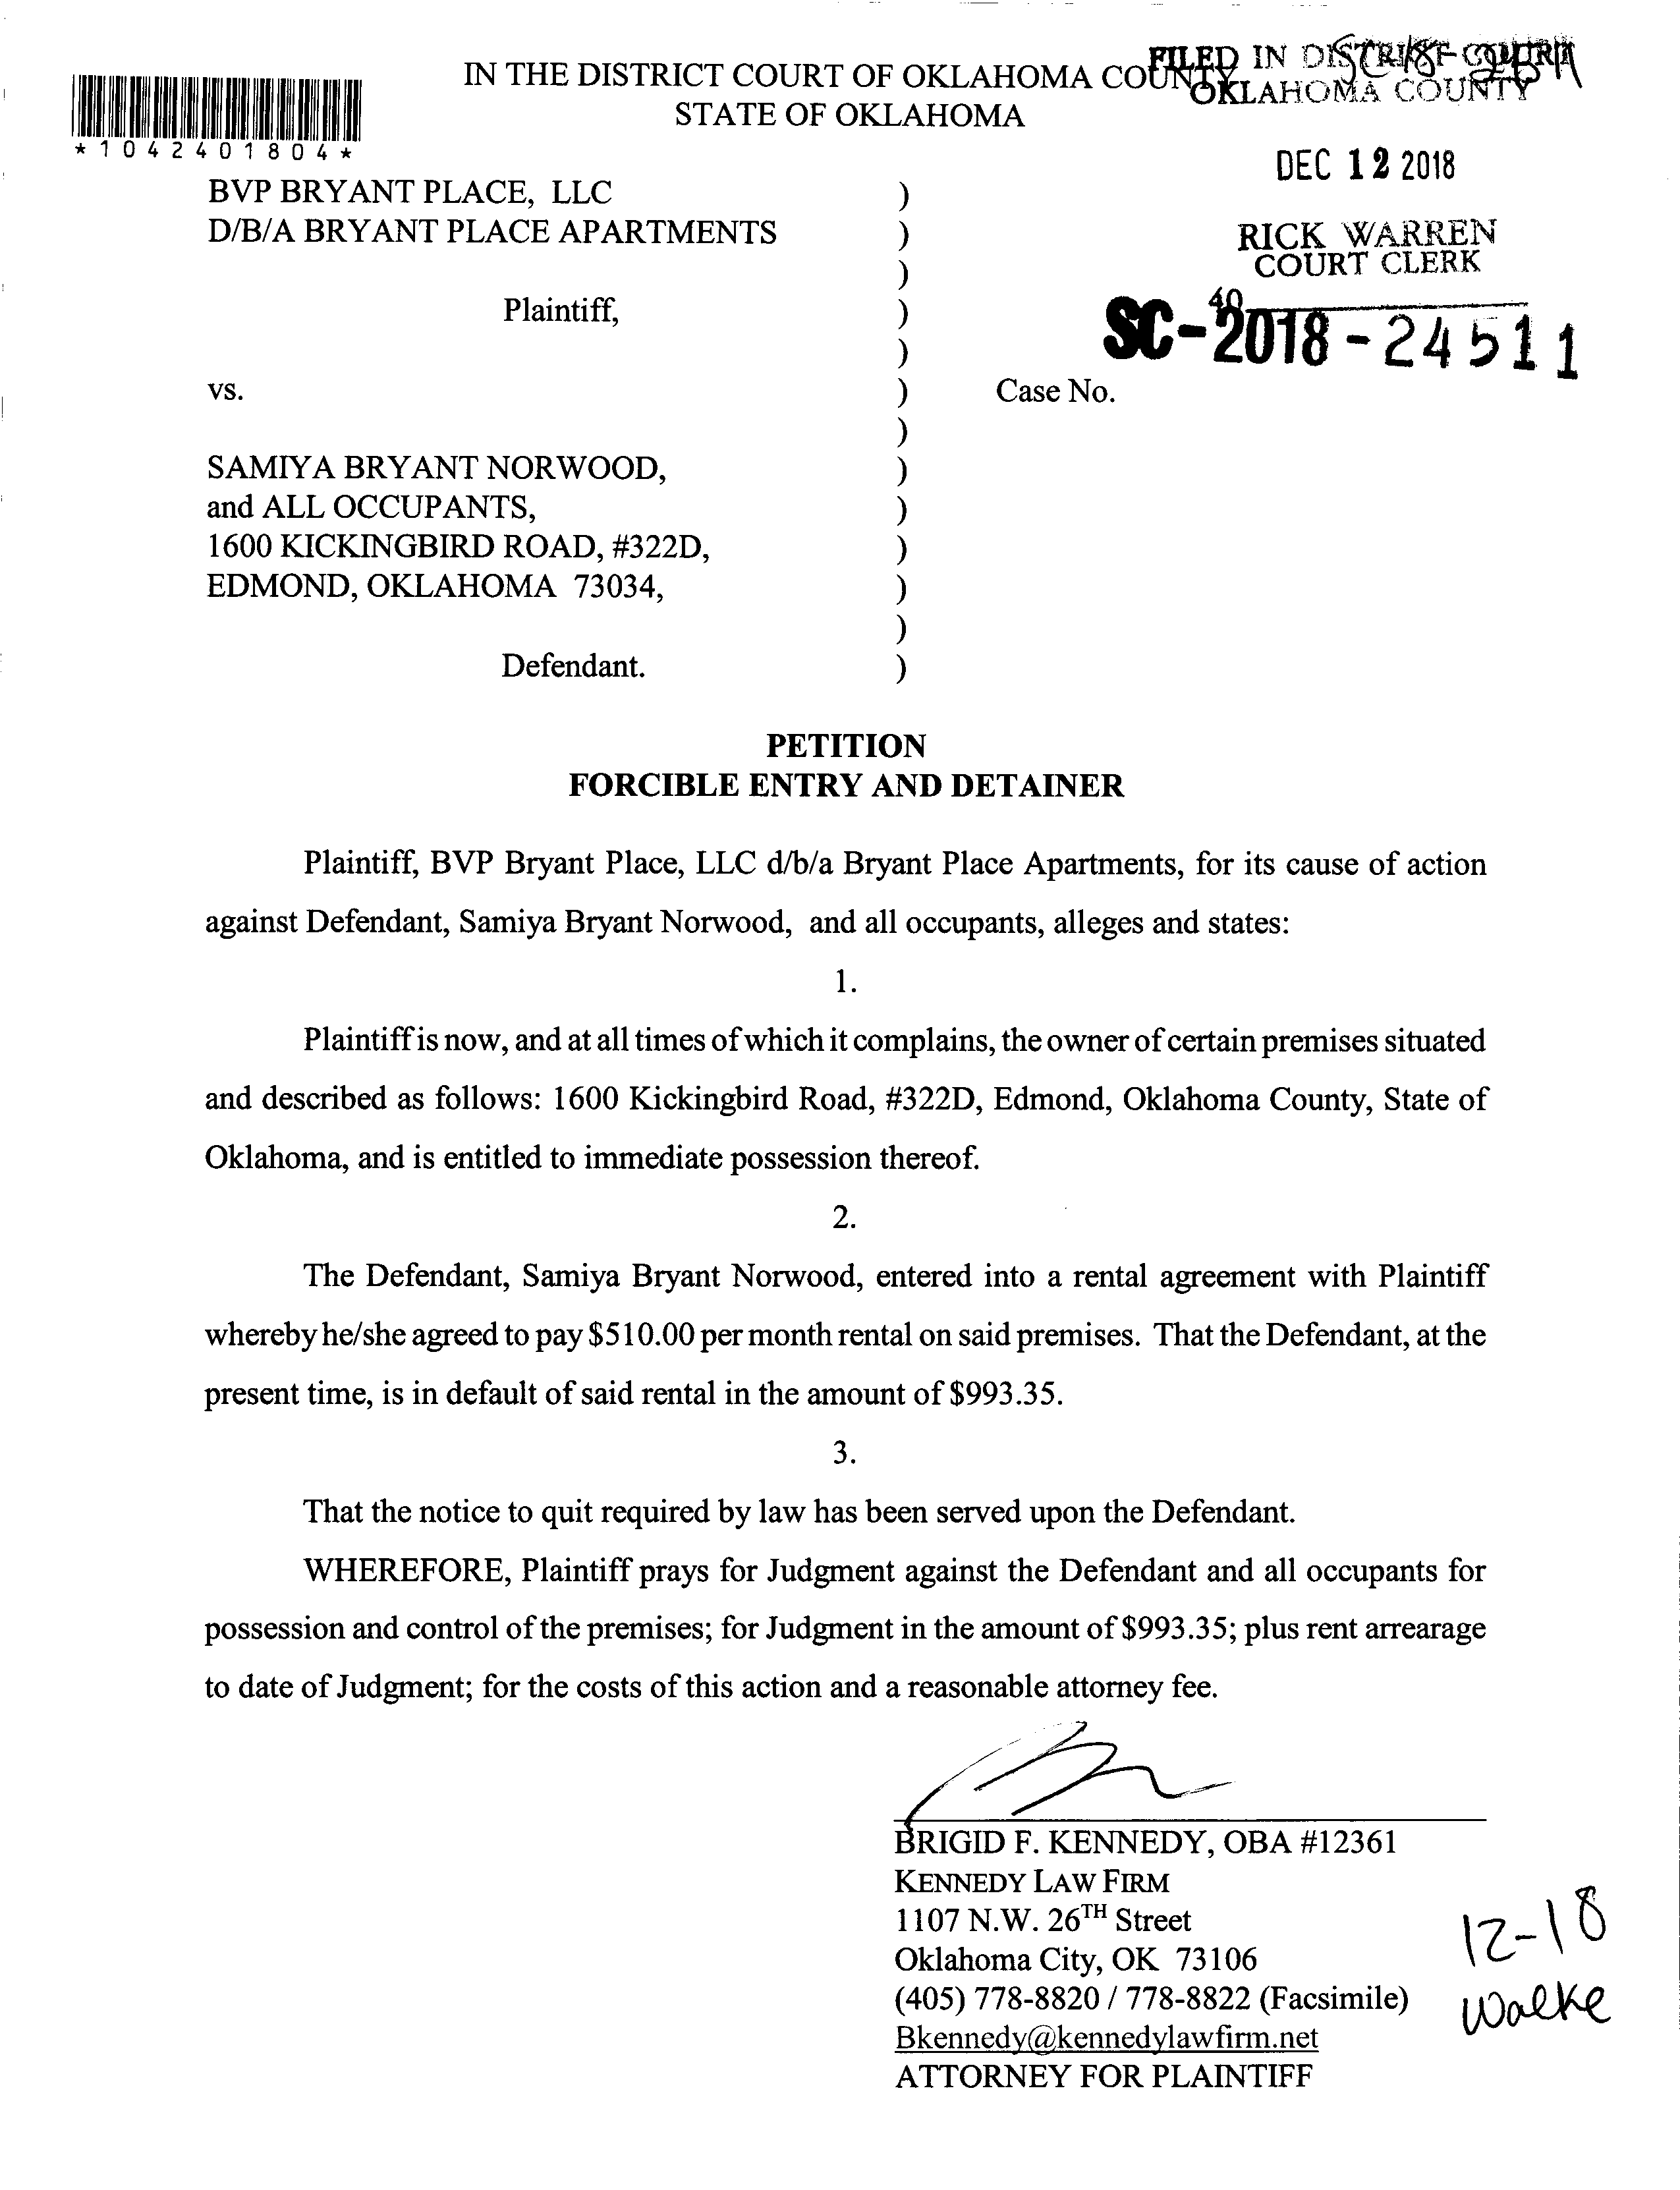 IN THE DISTRICT COURT OF OKLAHOMA COUNTY
STATE OF OKLAHOMA
FILED IN DISTRICT COURT
OKLAHOMA COUNTY
*1042401804*
DEC 12 2018
RICK WARREN
COURT CLERK
40
SC-2018-24511
BVP BRYANT PLACE, LLC )
D/B/A BRYANT PLACE APARTMENTS )
)
Plaintiff, )
)
vs. ) Case No.
)
SAMIYA BRYANT NORWOOD, )
and ALL OCCUPANTS, )
1600 KICKINGBIRD ROAD, #322D, )
EDMOND, OKLAHOMA 73034, )
)
Defendant. )
PETITION
FORCIBLE ENTRY AND DETAINER
Plaintiff, BVP Bryant Place, LLC d/b/a Bryant Place Apartments, for its cause of action
against Defendant, Samiya Bryant Norwood, and all occupants, alleges and states:
1.
Plaintiff is now, and at all times of which it complains, the owner of certain premises situated
and described as follows: 1600 Kickingbird Road, #322D, Edmond, Oklahoma County, State of
Oklahoma, and is entitled to immediate possession thereof.
2.
The Defendant, Samiya Bryant Norwood, entered into a rental agreement with Plaintiff
whereby he/she agreed to pay $510.00 per month rental on said premises. That the Defendant, at the
present time, is in default of said rental in the amount of $993.35.
3.
That the notice to quit required by law has been served upon the Defendant.
WHEREFORE, Plaintiff prays for Judgment against the Defendant and all occupants for
possession and control of the premises; for Judgment in the amount of $993.35; plus rent arrearage
to date of Judgment; for the costs of this action and a reasonable attorney fee.
BRIGID F. KENNEDY, OBA #12361
KENNEDY LAW FIRM
1107 N.W. 26TH Street
Oklahoma City, OK 73106
(405) 778-8820 / 778-8822 (Facsimile)
Bkennedy@kennedylawfirm.net
ATTORNEY FOR PLAINTIFF
12-18
Walke